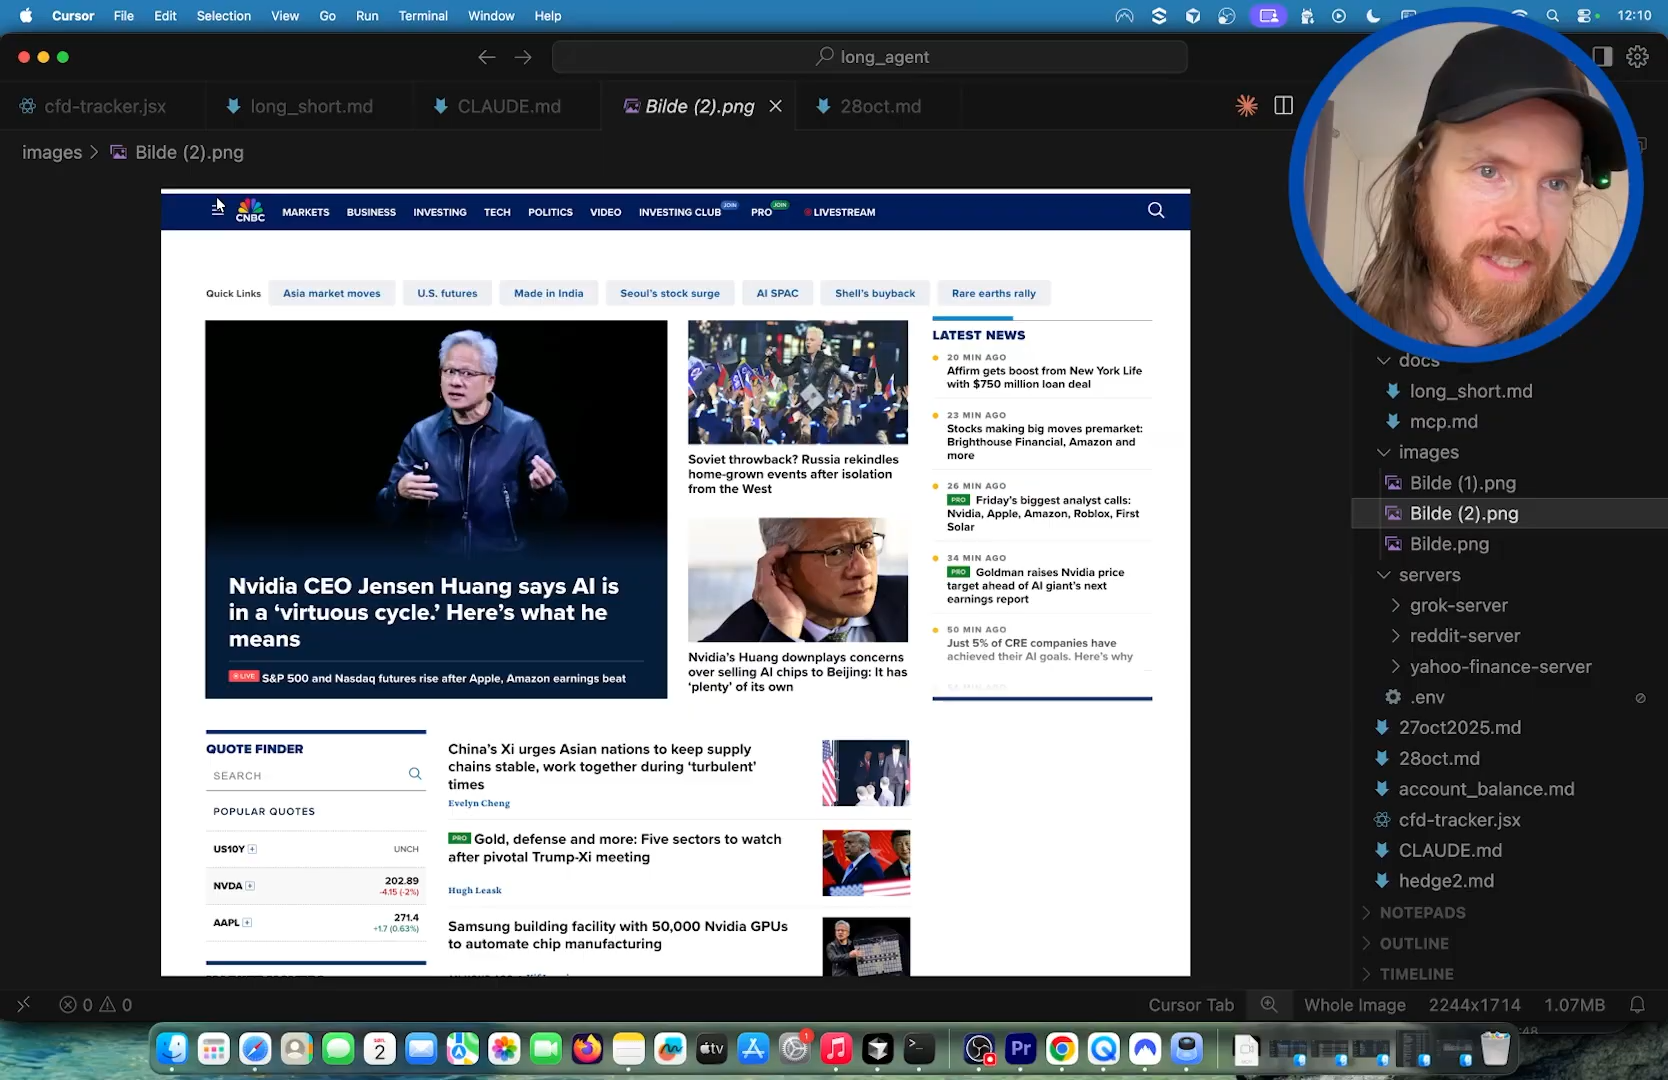 Cursor File Edit Selection View Go Run Terminal Window Help
12:10
long_agent
cfd-tracker.jsx
long_short.md
CLAUDE.md
Bilde (2).png
28oct.md
images > Bilde (2).png
CNBC
MARKETS BUSINESS INVESTING TECH POLITICS VIDEO INVESTING CLUB JOIN PRO JOIN LIVESTREAM
Quick Links
Asia market moves
U.S. futures
Made in India
Seoul's stock surge
AI SPAC
Shell's buyback
Rare earths rally
Nvidia CEO Jensen Huang says AI is
in a ‘virtuous cycle.’ Here’s what he
means
LIVE S&P 500 and Nasdaq futures rise after Apple, Amazon earnings beat
Soviet throwback? Russia rekindles
home-grown events after isolation
from the West
Nvidia’s Huang downplays concerns
over selling AI chips to Beijing: It has
‘plenty’ of its own
LATEST NEWS
20 MIN AGO
Affirm gets boost from New York Life
with $750 million loan deal
23 MIN AGO
Stocks making big moves premarket:
Brighthouse Financial, Amazon and
more
26 MIN AGO
PRO Friday’s biggest analyst calls:
Nvidia, Apple, Amazon, Roblox, First
Solar
34 MIN AGO
PRO Goldman raises Nvidia price
target ahead of AI giant’s next
earnings report
50 MIN AGO
Just 5% of CRE companies have
achieved their AI goals. Here’s why
QUOTE FINDER
SEARCH
POPULAR QUOTES
US10Y UNCH
NVDA 202.89
-4.15 (-2%)
AAPL 271.4
+1.7 (0.63%)
China’s Xi urges Asian nations to keep supply
chains stable, work together during ‘turbulent’
times
Evelyn Cheng
PRO Gold, defense and more: Five sectors to watch
after pivotal Trump-Xi meeting
Hugh Leask
Samsung building facility with 50,000 Nvidia GPUs
to automate chip manufacturing
docs
long_short.md
mcp.md
images
Bilde (1).png
Bilde (2).png
Bilde.png
servers
grok-server
reddit-server
yahoo-finance-server
.env
27oct2025.md
28oct.md
account_balance.md
cfd-tracker.jsx
CLAUDE.md
hedge2.md
NOTEPADS
OUTLINE
TIMELINE
0 0
Cursor Tab
Whole Image
2244x1714
1.07MB
2
tv
1
Pr